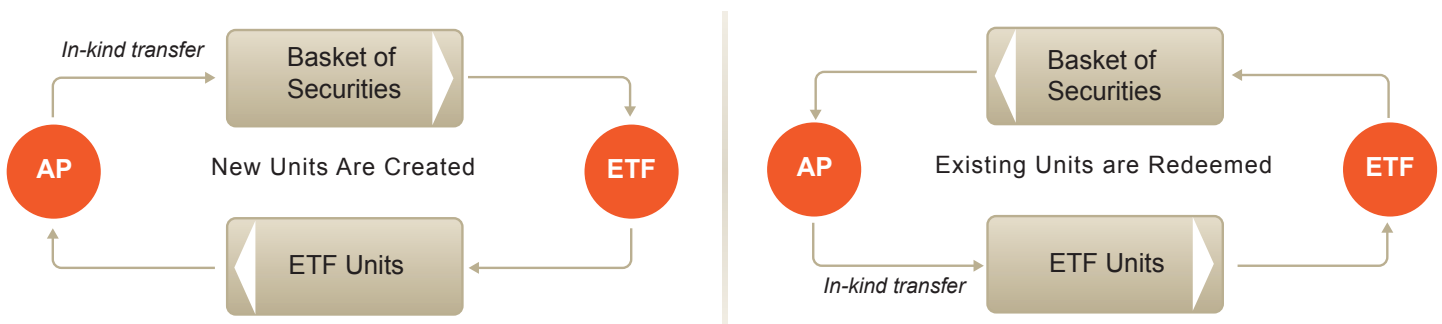 In-kind transfer
Basket of
Securities
AP
New Units Are Created
ETF
ETF Units
Basket of
Securities
AP
Existing Units are Redeemed
ETF
ETF Units
In-kind transfer